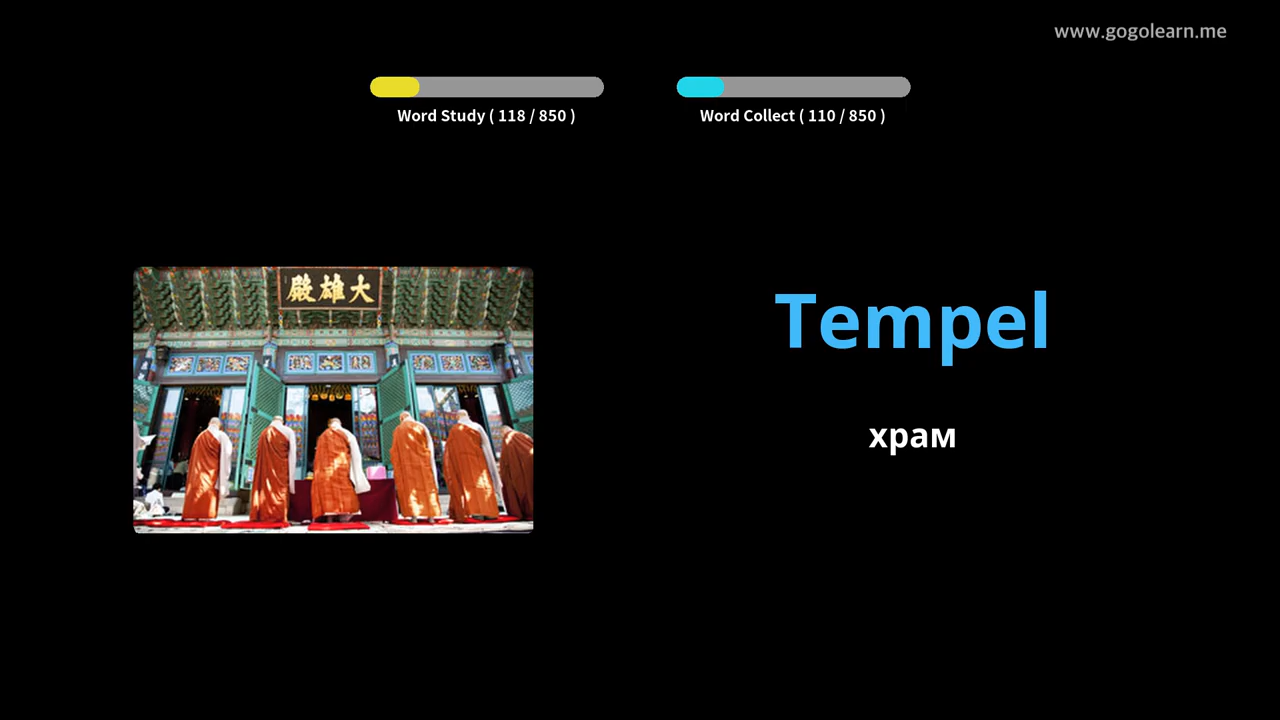 www.gogolearn.me
Word Study ( 118 / 850 )
Word Collect ( 110 / 850 )
殿雄大
Tempel
храм